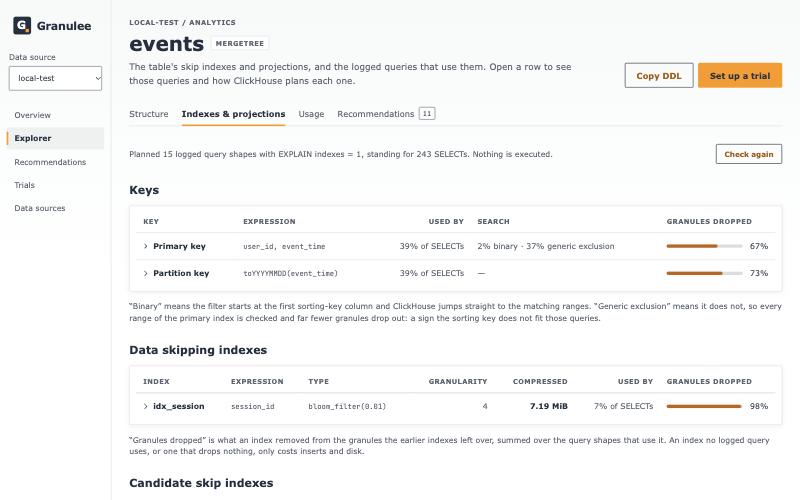 Granulee
Data source
local-test
Overview
Explorer
Recommendations
Trials
Data sources
LOCAL-TEST / ANALYTICS
events MERGETREE
The table's skip indexes and projections, and the logged queries that use them. Open a row to see
those queries and how ClickHouse plans each one.
Copy DDL
Set up a trial
Structure Indexes & projections Usage Recommendations 11
Planned 15 logged query shapes with EXPLAIN indexes = 1, standing for 243 SELECTs. Nothing is executed.
Check again
Keys
KEY EXPRESSION USED BY SEARCH GRANULES DROPPED
Primary key user_id, event_time 39% of SELECTs 2% binary · 37% generic exclusion 67%
Partition key toYYYYMMDD(event_time) 39% of SELECTs — 73%
“Binary” means the filter starts at the first sorting-key column and ClickHouse jumps straight to the matching ranges. “Generic exclusion” means it does not, so every
range of the primary index is checked and far fewer granules drop out: a sign the sorting key does not fit those queries.
Data skipping indexes
INDEX EXPRESSION TYPE GRANULARITY COMPRESSED USED BY GRANULES DROPPED
idx_session session_id bloom_filter(0.01) 4 7.19 MiB 7% of SELECTs 98%
“Granules dropped” is what an index removed from the granules the earlier indexes left over, summed over the query shapes that use it. An index no logged query
uses, or one that drops nothing, only costs inserts and disk.
Candidate skip indexes